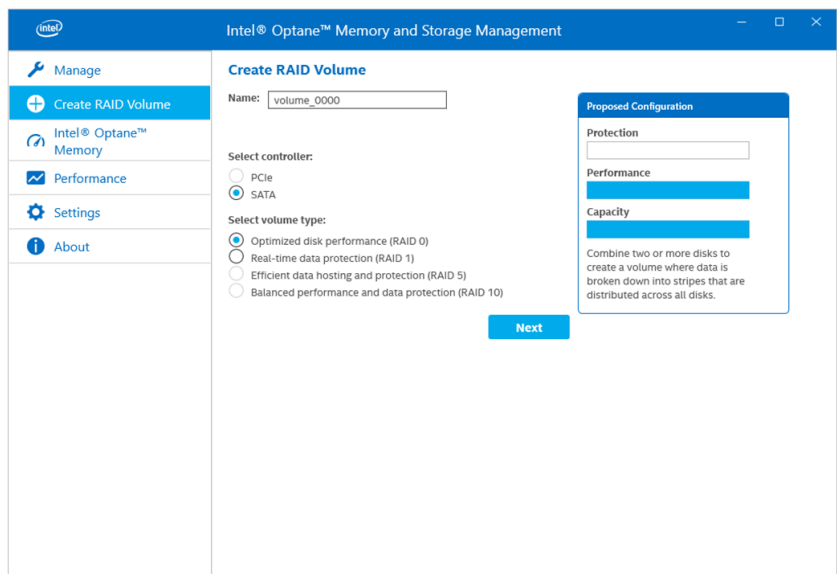 intel
Intel® Optane™ Memory and Storage Management
Manage
Create RAID Volume
Intel® Optane™
Memory
Performance
Settings
About
Create RAID Volume
Name: volume_0000
Select controller:
PCIe
SATA
Select volume type:
Optimized disk performance (RAID 0)
Real-time data protection (RAID 1)
Efficient data hosting and protection (RAID 5)
Balanced performance and data protection (RAID 10)
Next
Proposed Configuration
Protection
Performance
Capacity
Combine two or more disks to
create a volume where data is
broken down into stripes that are
distributed across all disks.